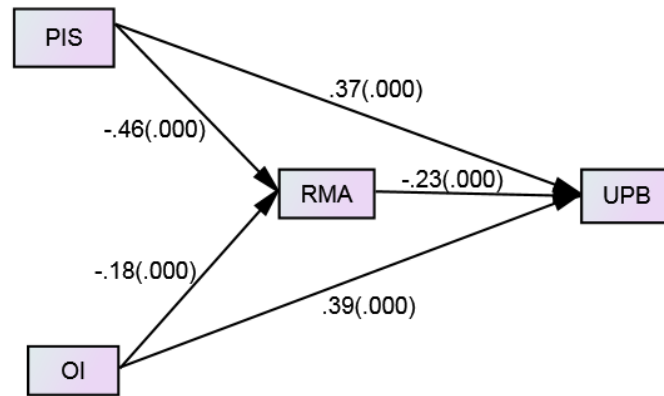 PIS
.37(.000)
-.46(.000)
RMA
-.23(.000)
UPB
-.18(.000)
.39(.000)
OI